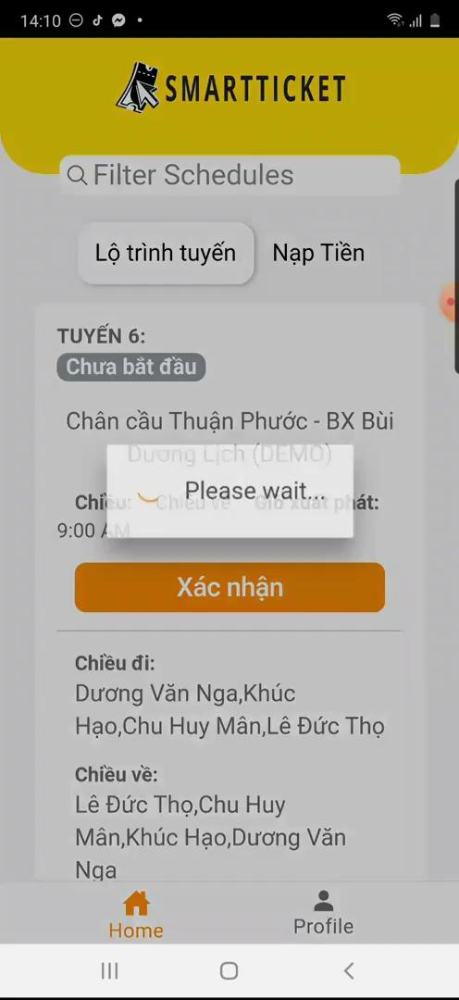 14:10
SMARTTICKET
Filter Schedules
Lộ trình tuyến
Nạp Tiền
TUYẾN 6:
Chưa bắt đầu
Chân cầu Thuận Phước - BX Bùi
Dương Lịch (DEMO)
Please wait...
Chiều: Chiều về Giờ xuất phát:
9:00 AM
Xác nhận
Chiều đi:
Dương Văn Nga,Khúc
Hạo,Chu Huy Mân,Lê Đức Thọ
Chiều về:
Lê Đức Thọ,Chu Huy
Mân,Khúc Hạo,Dương Văn
Nga
Home
Profile